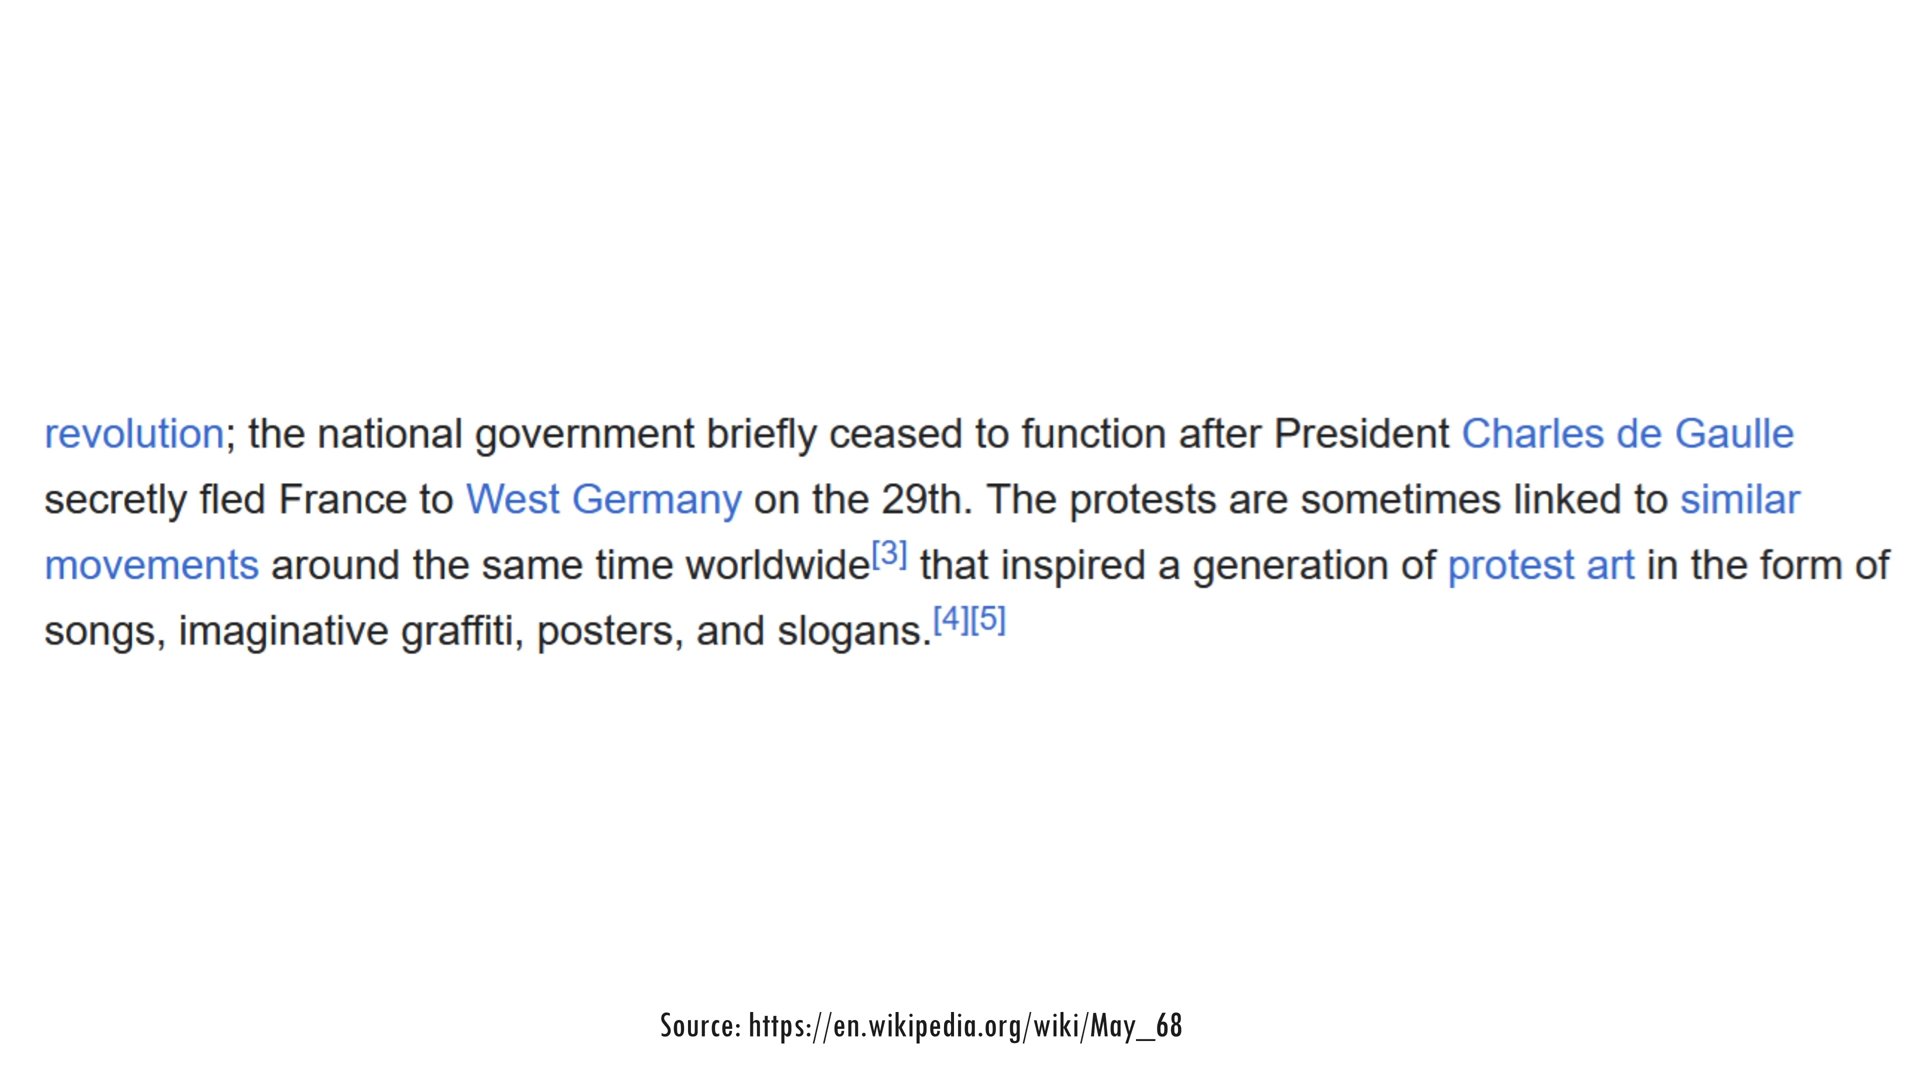 revolution; the national government briefly ceased to function after President Charles de Gaulle
secretly fled France to West Germany on the 29th. The protests are sometimes linked to similar
movements around the same time worldwide[3] that inspired a generation of protest art in the form of
songs, imaginative graffiti, posters, and slogans.[4][5]
Source: https://en.wikipedia.org/wiki/May_68